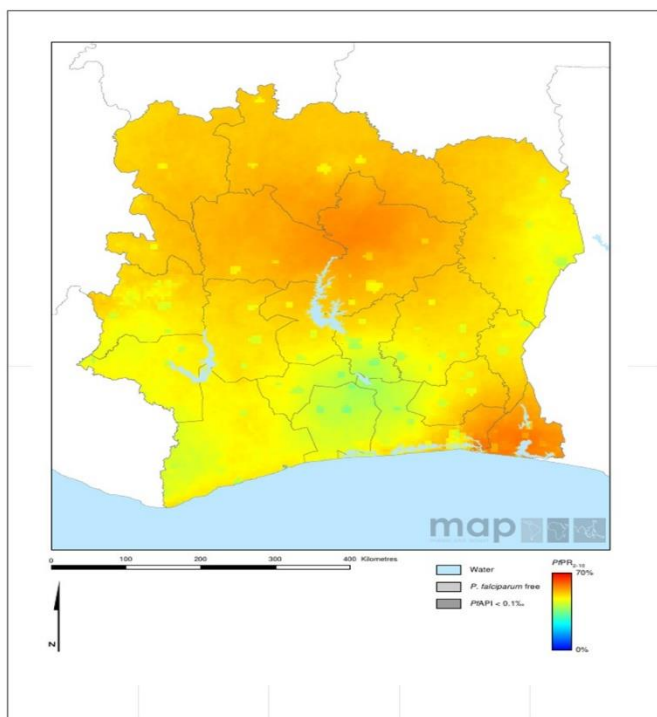 map
0 100 200 300 400 Kilometres
N
Water
P. falciparum free
PfAPI < 0.1‰
PfPR2-10
70%
0%